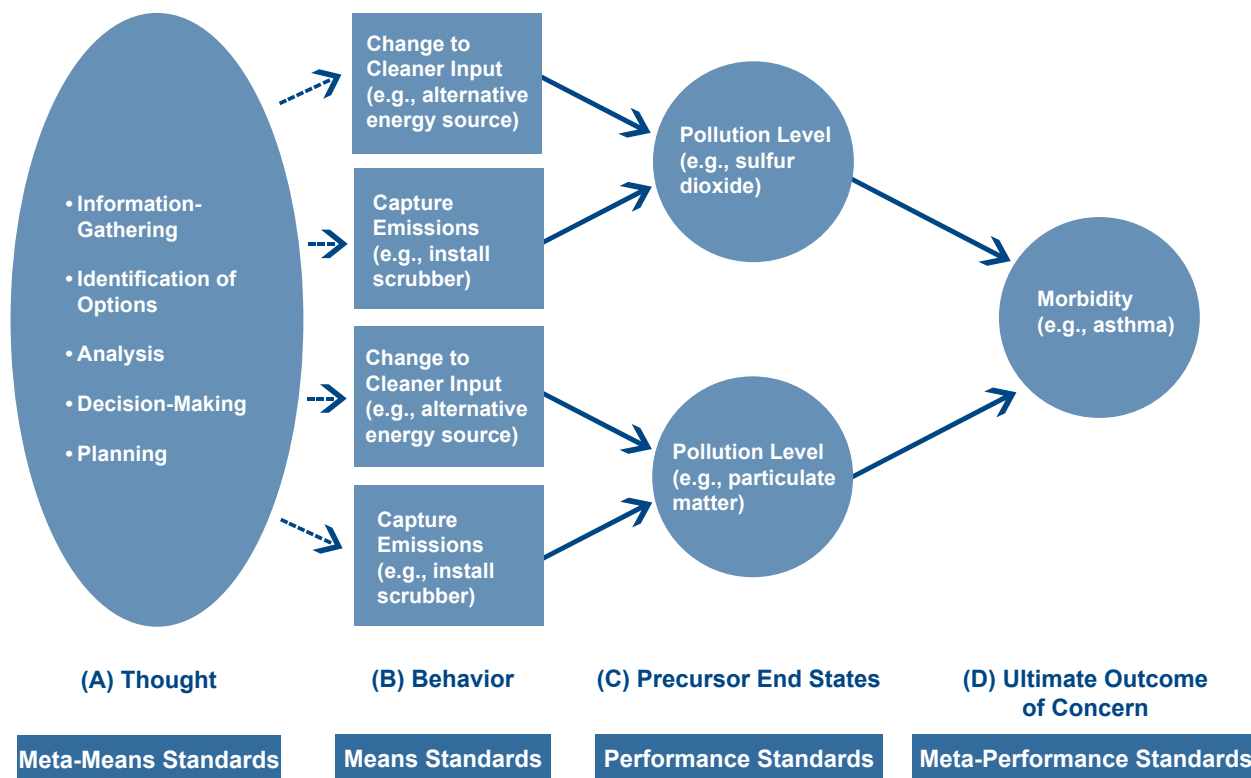 • Information-
Gathering
• Identification of
Options
• Analysis
• Decision-Making
• Planning
Change to
Cleaner Input
(e.g., alternative
energy source)
Capture
Emissions
(e.g., install
scrubber)
Change to
Cleaner Input
(e.g., alternative
energy source)
Capture
Emissions
(e.g., install
scrubber)
Pollution Level
(e.g., sulfur
dioxide)
Pollution Level
(e.g., particulate
matter)
Morbidity
(e.g., asthma)
(A) Thought
(B) Behavior
(C) Precursor End States
(D) Ultimate Outcome
of Concern
Meta-Means Standards
Means Standards
Performance Standards
Meta-Performance Standards